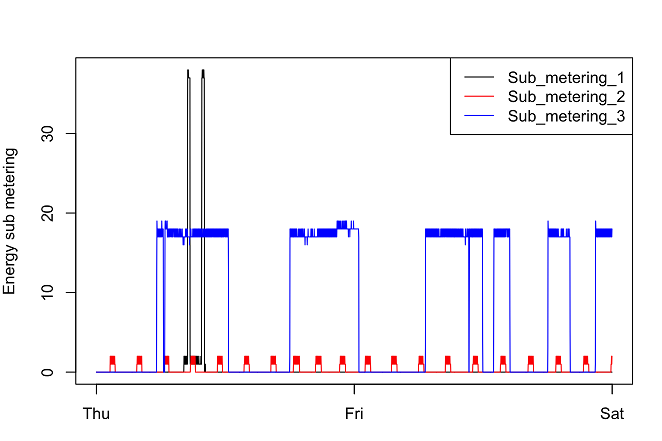 Sub_metering_1
Sub_metering_2
Sub_metering_3
Energy sub metering
30
20
10
0
Thu
Fri
Sat